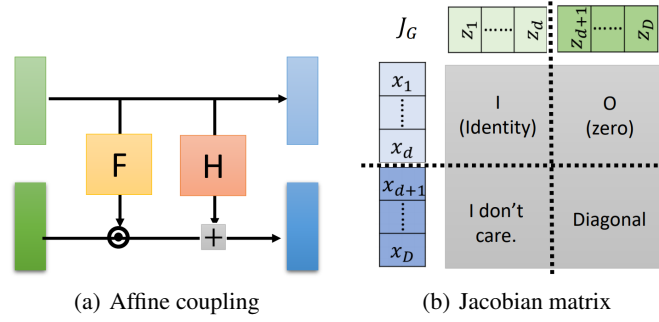 F
H
+
(a) Affine coupling
J_G
z_1 ...... z_d
z_{d+1} ...... z_D
x_1
......
x_d
x_{d+1}
......
x_D
I
(Identity)
O
(zero)
I don't
care.
Diagonal
(b) Jacobian matrix